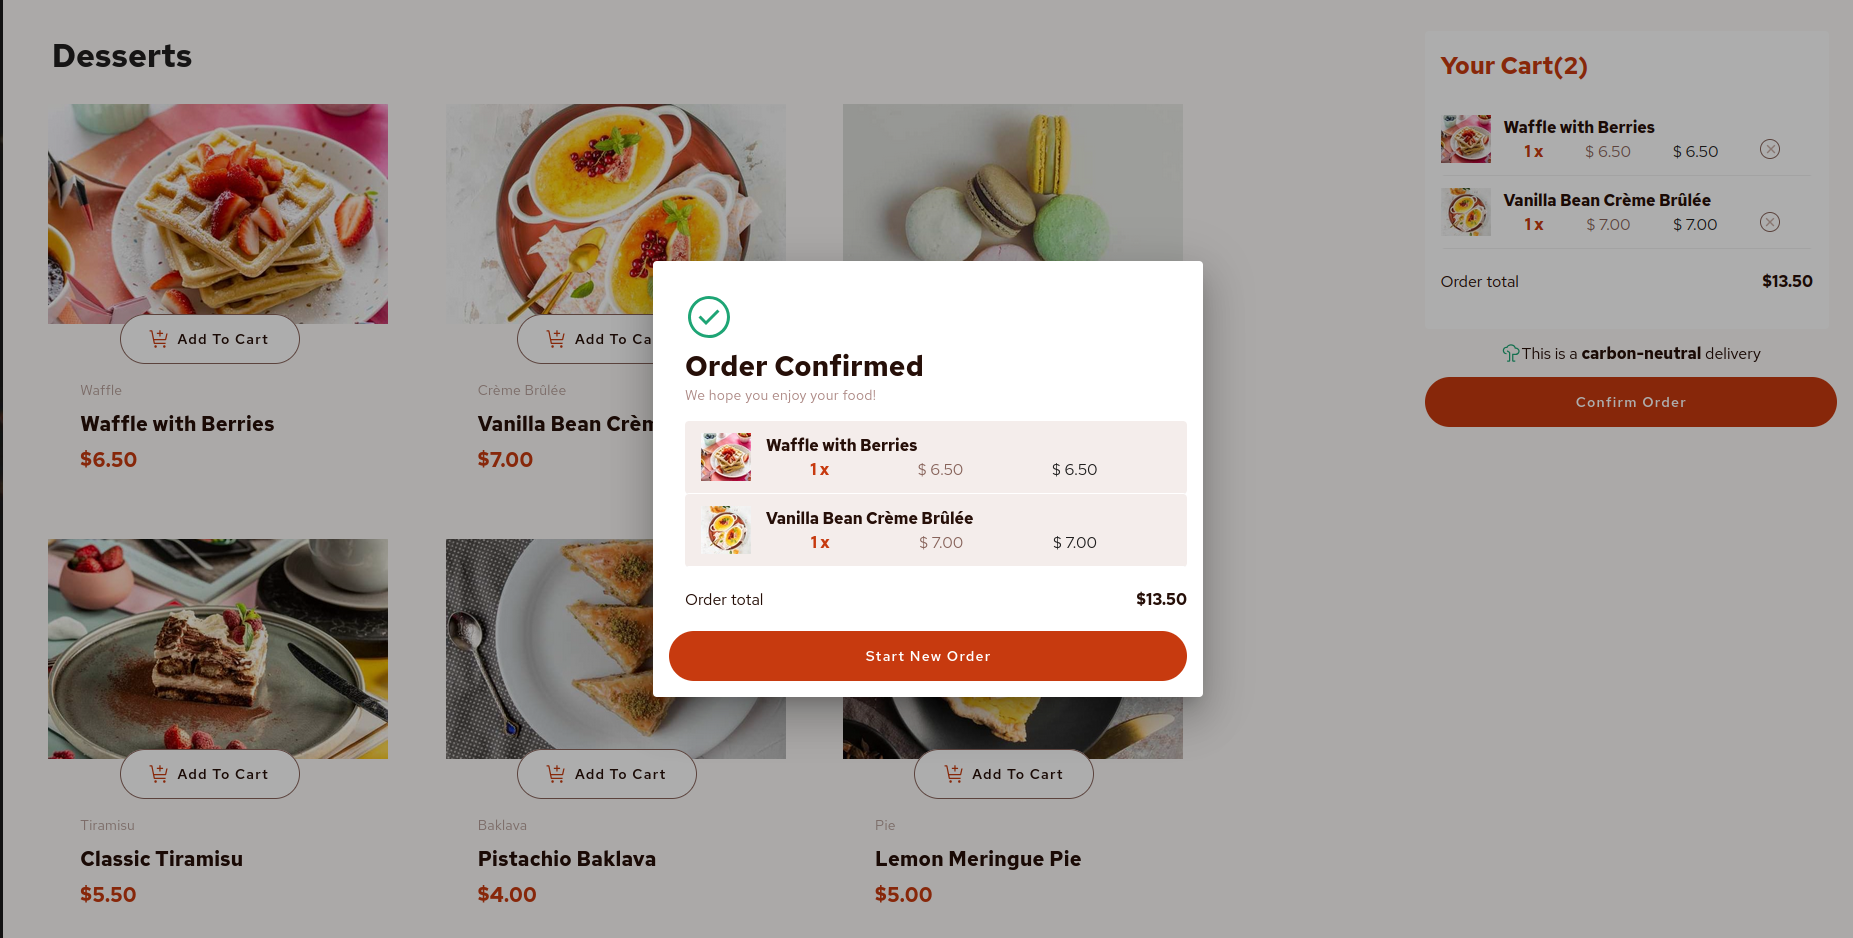 Desserts
Add To Cart
Waffle
Waffle with Berries
$6.50
Add To Ca
Crème Brûlée
Vanilla Bean Crèm
$7.00
Add To Cart
Tiramisu
Classic Tiramisu
$5.50
Add To Cart
Baklava
Pistachio Baklava
$4.00
Add To Cart
Pie
Lemon Meringue Pie
$5.00
Order Confirmed
We hope you enjoy your food!
Waffle with Berries
1 x $ 6.50 $ 6.50
Vanilla Bean Crème Brûlée
1 x $ 7.00 $ 7.00
Order total $13.50
Start New Order
Your Cart(2)
Waffle with Berries
1 x $ 6.50 $ 6.50
Vanilla Bean Crème Brûlée
1 x $ 7.00 $ 7.00
Order total $13.50
This is a carbon-neutral delivery
Confirm Order